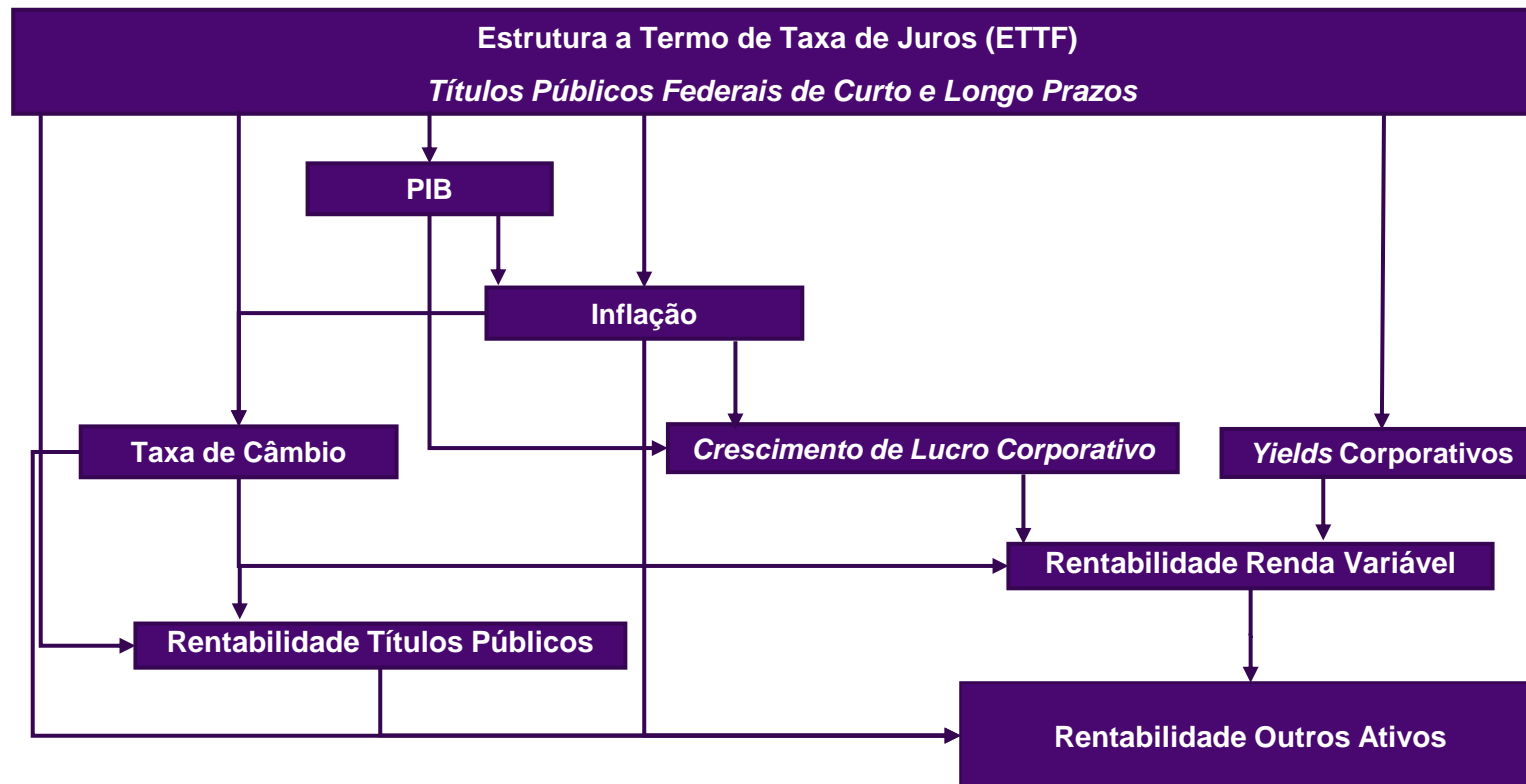 Estrutura a Termo de Taxa de Juros (ETTF)
Títulos Públicos Federais de Curto e Longo Prazos
PIB
Inflação
Taxa de Câmbio
Crescimento de Lucro Corporativo
Yields Corporativos
Rentabilidade Renda Variável
Rentabilidade Títulos Públicos
Rentabilidade Outros Ativos